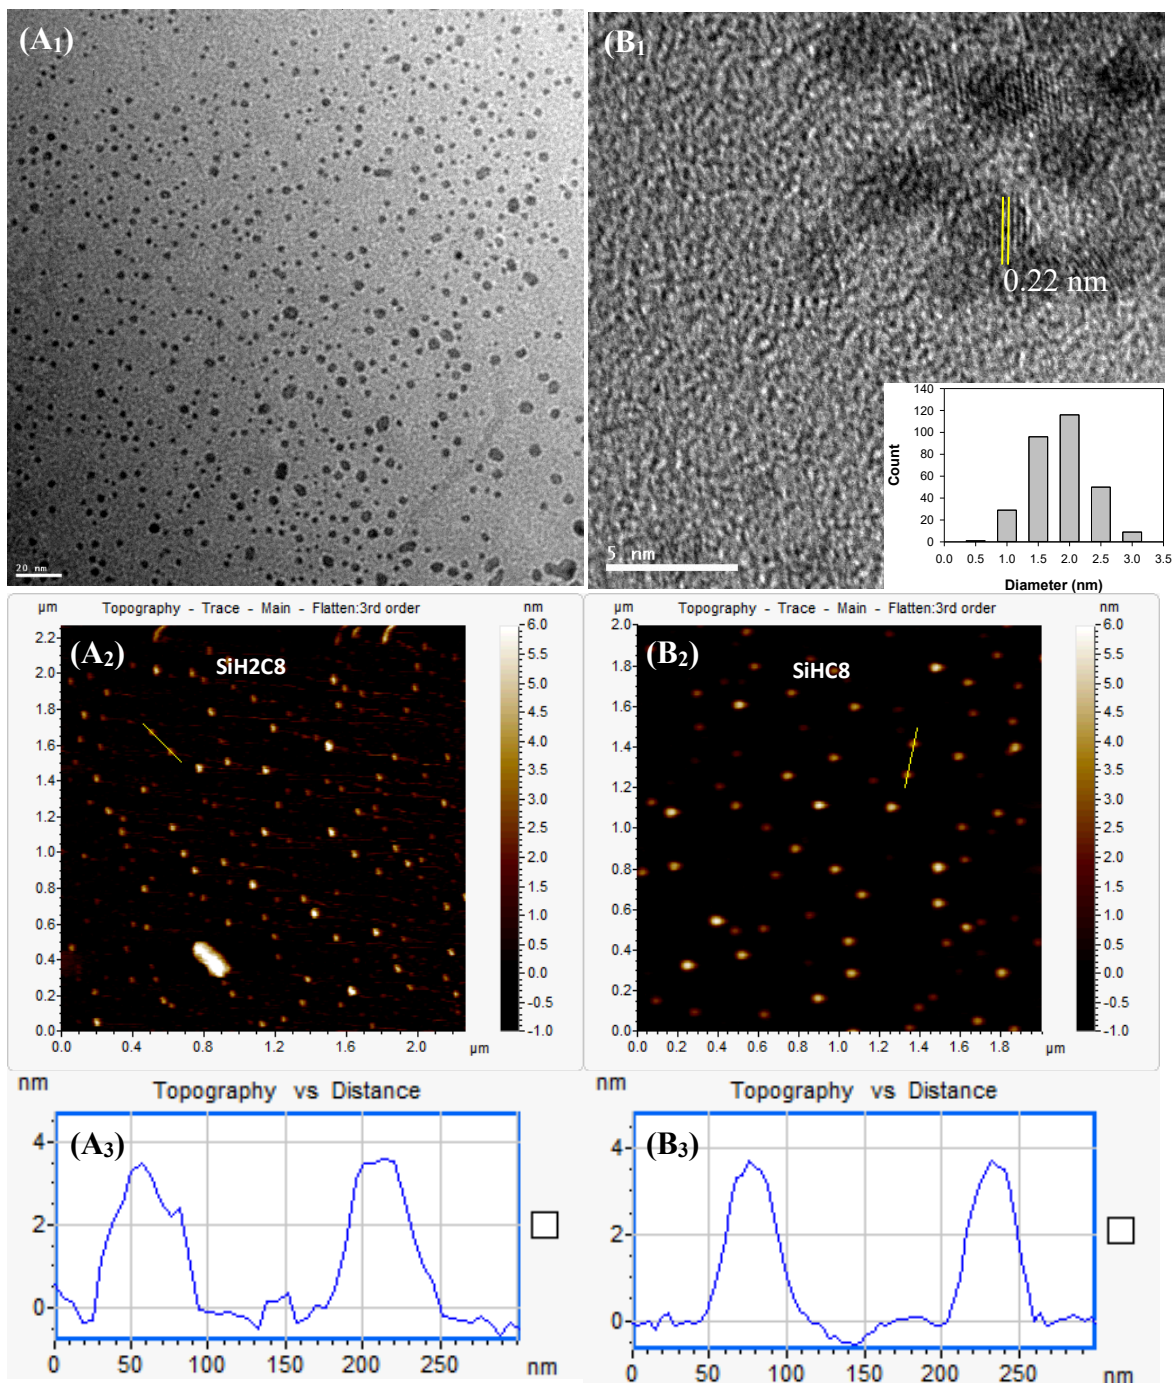 (A1)
20 nm
(B1)
0.22 nm
5 nm
140
120
100
80
60
40
20
0
Count
0.0 0.5 1.0 1.5 2.0 2.5 3.0 3.5
Diameter (nm)
µm Topography - Trace - Main - Flatten:3rd order nm
(A2)
SiH2C8
2.2
2.0
1.8
1.6
1.4
1.2
1.0
0.8
0.6
0.4
0.2
0.0
0.0 0.4 0.8 1.2 1.6 2.0 µm
6.0
5.0
4.5
4.0
3.5
3.0
2.5
2.0
1.5
1.0
0.5
0.0
-0.5
-1.0
µm Topography - Trace - Main - Flatten:3rd order nm
(B2)
SiHC8
2.0
1.8
1.6
1.4
1.2
1.0
0.8
0.6
0.4
0.2
0.0
0.0 0.2 0.4 0.6 0.8 1.0 1.2 1.4 1.6 1.8 µm
6.0
5.0
4.5
4.0
3.5
3.0
2.5
2.0
1.5
1.0
0.5
0.0
-0.5
-1.0
nm Topography vs Distance
(A3)
4
2
0
0 50 100 150 200 250 nm
nm Topography vs Distance
(B3)
4
2
0
0 50 100 150 200 250 nm